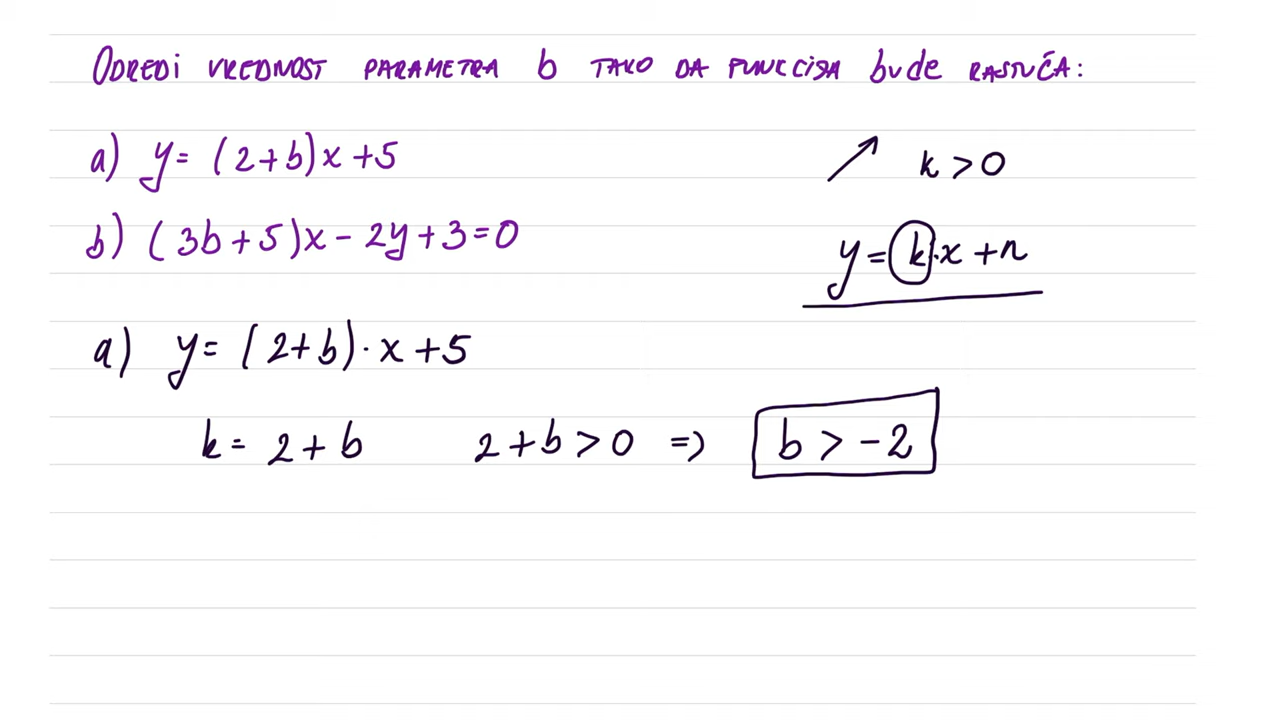 ODREDI VREDNOST PARAMETRA b TAKO DA FUNKCIJA bude RASTUĆA:
a) y = (2+b)x+5
b) (3b+5)x - 2y + 3 = 0
k > 0
y = k·x + n
a) y = (2+b)·x + 5
k = 2 + b 2 + b > 0 => b > -2